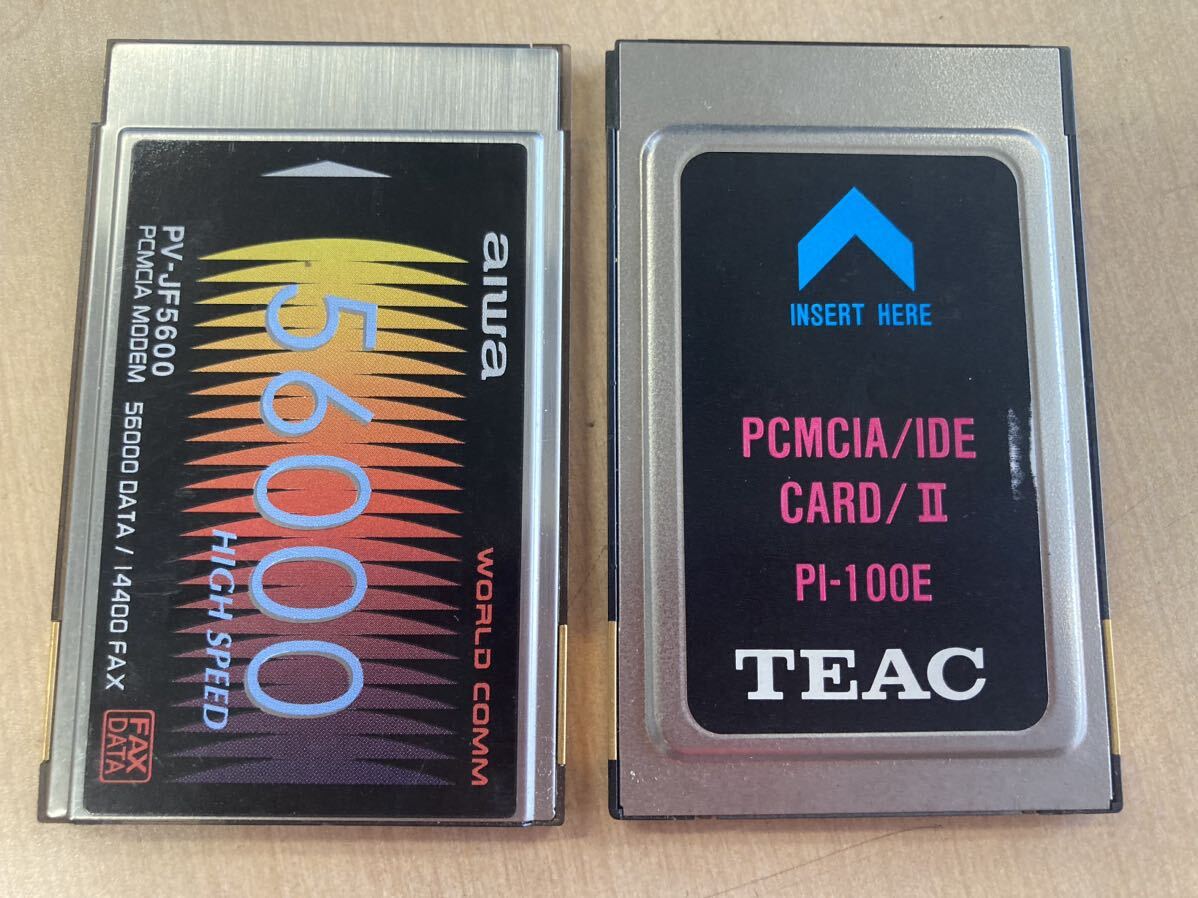 aiwa
WORLD COMM
56000
HIGH SPEED
PV-JF5600
PCMCIA MODEM 56000 DATA / 14400 FAX
FAX
DATA
INSERT HERE
PCMCIA/IDE
CARD/II
PI-100E
TEAC